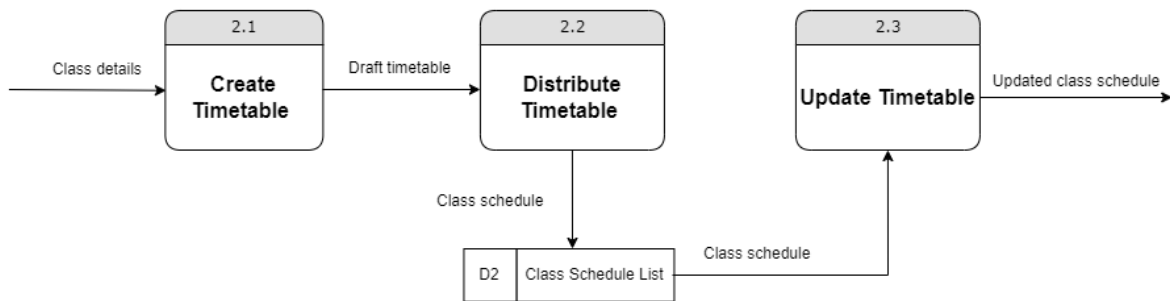 2.1
2.2
2.3
Class details
Create
Timetable
Draft timetable
Distribute
Timetable
Update Timetable
Updated class schedule
Class schedule
D2
Class Schedule List
Class schedule